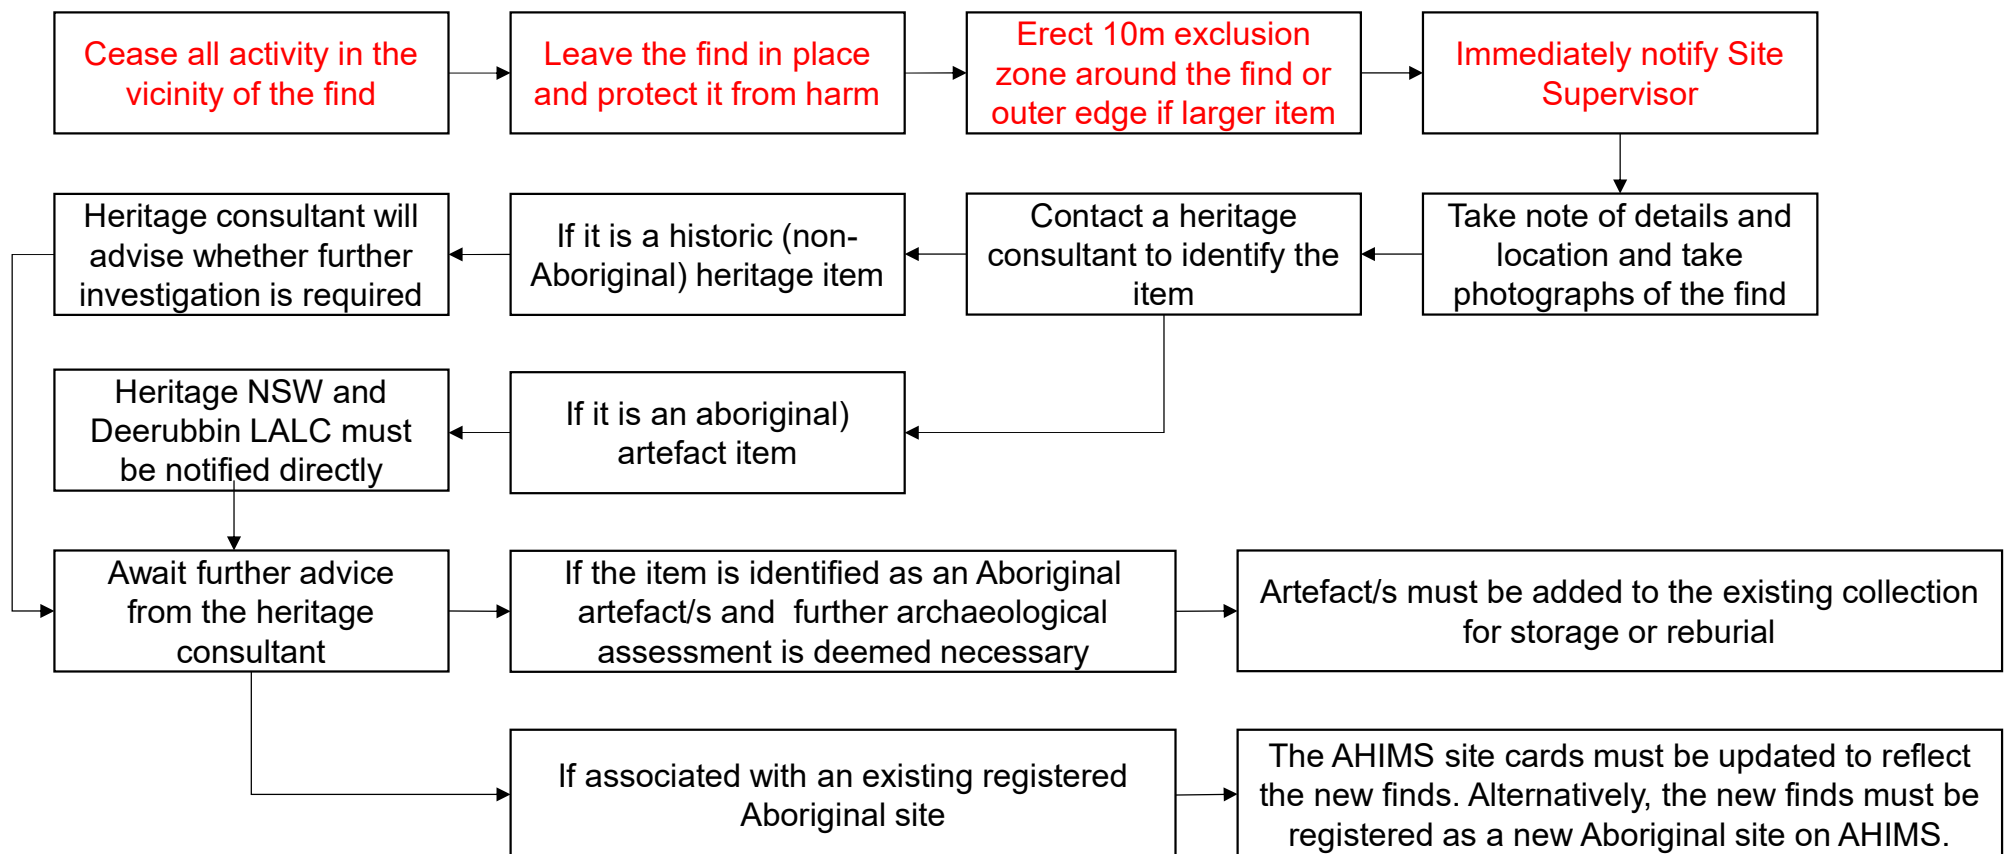 Cease all activity in the
vicinity of the find
Leave the find in place
and protect it from harm
Erect 10m exclusion
zone around the find or
outer edge if larger item
Immediately notify Site
Supervisor
Take note of details and
location and take
photographs of the find
Contact a heritage
consultant to identify the
item
If it is a historic (non-
Aboriginal) heritage item
Heritage consultant will
advise whether further
investigation is required
If it is an aboriginal)
artefact item
Heritage NSW and
Deerubbin LALC must
be notified directly
Await further advice
from the heritage
consultant
If the item is identified as an Aboriginal
artefact/s and  further archaeological
assessment is deemed necessary
Artefact/s must be added to the existing collection
for storage or reburial
If associated with an existing registered
Aboriginal site
The AHIMS site cards must be updated to reflect
the new finds. Alternatively, the new finds must be
registered as a new Aboriginal site on AHIMS.